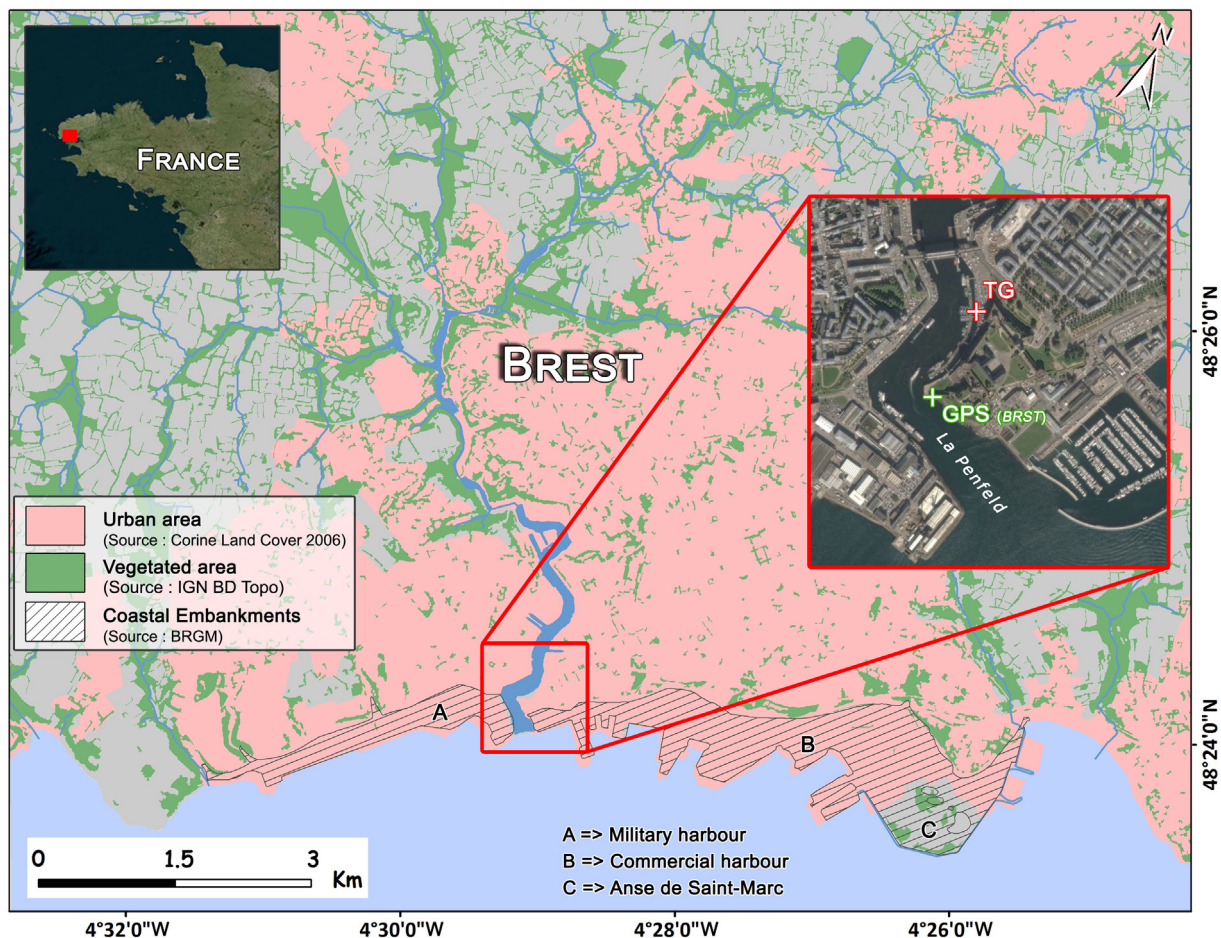 N
FRANCE
TG
BREST
GPS (BRST)
La Penfeld
48°26'0"N
Urban area
(Source : Corine Land Cover 2006)
Vegetated area
(Source : IGN BD Topo)
Coastal Embankments
(Source : BRGM)
A
B
48°24'0"N
C
A => Military harbour
B => Commercial harbour
C => Anse de Saint-Marc
0 1.5 3
Km
4°32'0"W 4°30'0"W 4°28'0"W 4°26'0"W